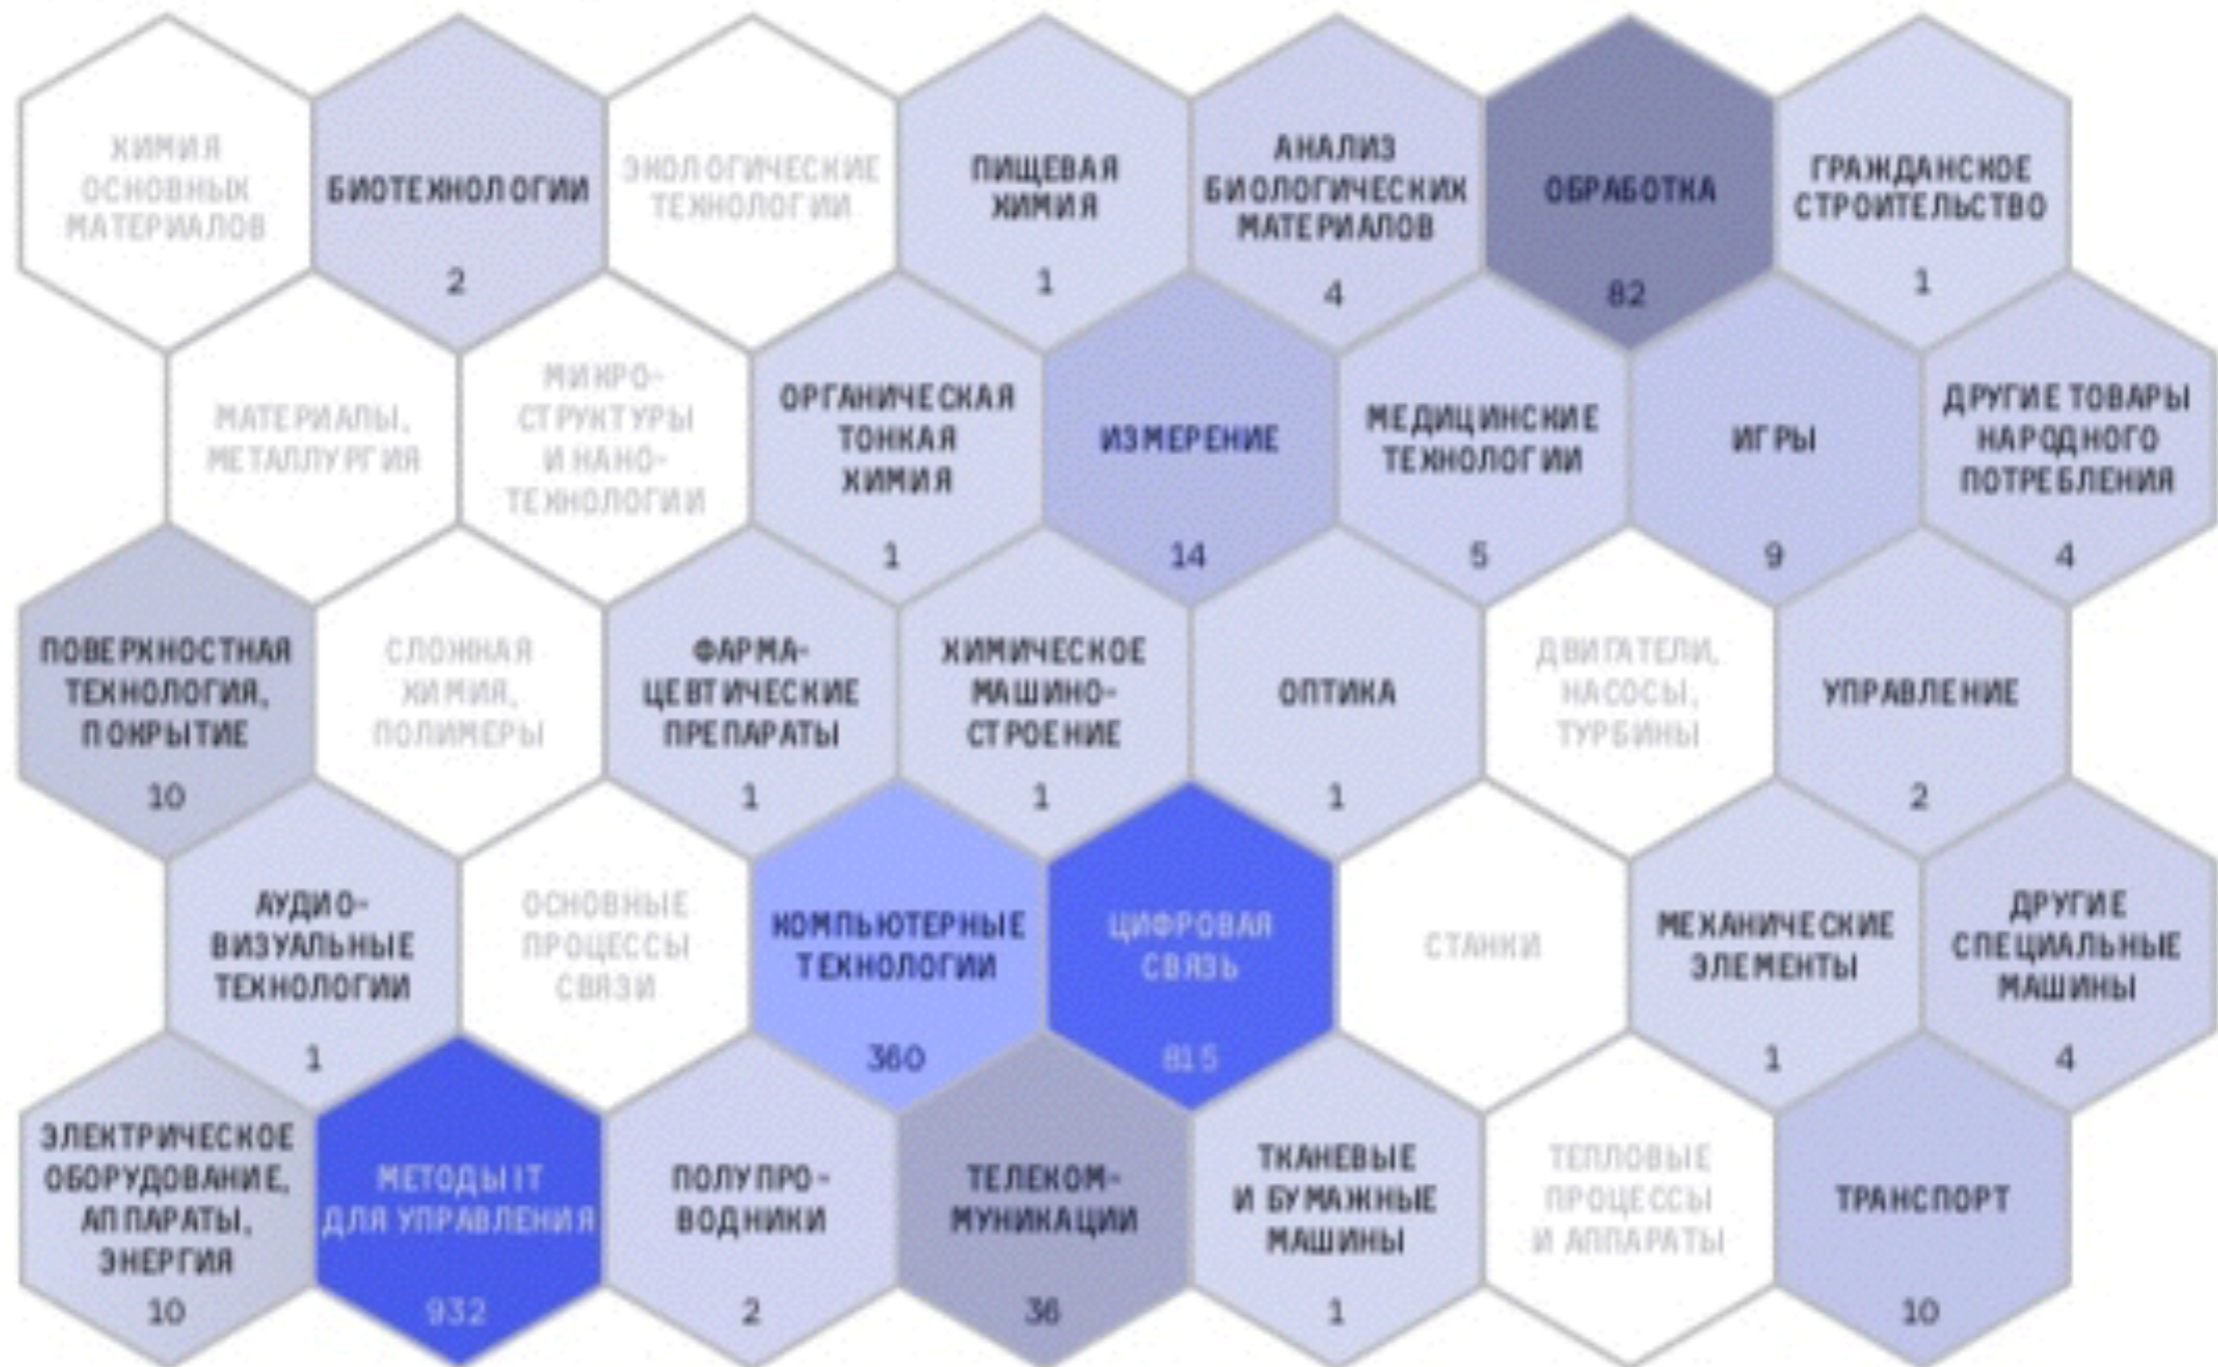 ХИМИЯ
ОСНОВНЫХ
МАТЕРИАЛОВ
БИОТЕХНОЛОГИИ
2
ЭКОЛОГИЧЕСКИЕ
ТЕХНОЛОГИИ
ПИЩЕВАЯ
ХИМИЯ
1
АНАЛИЗ
БИОЛОГИЧЕСКИХ
МАТЕРИАЛОВ
4
ОБРАБОТКА
82
ГРАЖДАНСКОЕ
СТРОИТЕЛЬСТВО
1
МАТЕРИАЛЫ,
МЕТАЛЛУРГИЯ
МИКРО-
СТРУКТУРЫ
И НАНО-
ТЕХНОЛОГИИ
ОРГАНИЧЕСКАЯ
ТОНКАЯ
ХИМИЯ
1
ИЗМЕРЕНИЕ
14
МЕДИЦИНСКИЕ
ТЕХНОЛОГИИ
5
ИГРЫ
9
ДРУГИЕ ТОВАРЫ
НАРОДНОГО
ПОТРЕБЛЕНИЯ
4
ПОВЕРХНОСТНАЯ
ТЕХНОЛОГИЯ,
ПОКРЫТИЕ
10
СЛОЖНАЯ
ХИМИЯ,
ПОЛИМЕРЫ
ФАРМА-
ЦЕВТИЧЕСКИЕ
ПРЕПАРАТЫ
1
ХИМИЧЕСКОЕ
МАШИНО-
СТРОЕНИЕ
1
ОПТИКА
1
ДВИГАТЕЛИ,
НАСОСЫ,
ТУРБИНЫ
УПРАВЛЕНИЕ
2
АУДИО-
ВИЗУАЛЬНЫЕ
ТЕХНОЛОГИИ
1
ОСНОВНЫЕ
ПРОЦЕССЫ
СВЯЗИ
КОМПЬЮТЕРНЫЕ
ТЕХНОЛОГИИ
360
ЦИФРОВАЯ
СВЯЗЬ
815
СТАНКИ
МЕХАНИЧЕСКИЕ
ЭЛЕМЕНТЫ
1
ДРУГИЕ
СПЕЦИАЛЬНЫЕ
МАШИНЫ
4
ЭЛЕКТРИЧЕСКОЕ
ОБОРУДОВАНИЕ,
АППАРАТЫ,
ЭНЕРГИЯ
10
МЕТОДЫ IT
ДЛЯ УПРАВЛЕНИЯ
932
ПОЛУПРО-
ВОДНИКИ
2
ТЕЛЕКОМ-
МУНИКАЦИИ
36
ТКАНЕВЫЕ
И БУМАЖНЫЕ
МАШИНЫ
1
ТЕПЛОВЫЕ
ПРОЦЕССЫ
И АППАРАТЫ
ТРАНСПОРТ
10